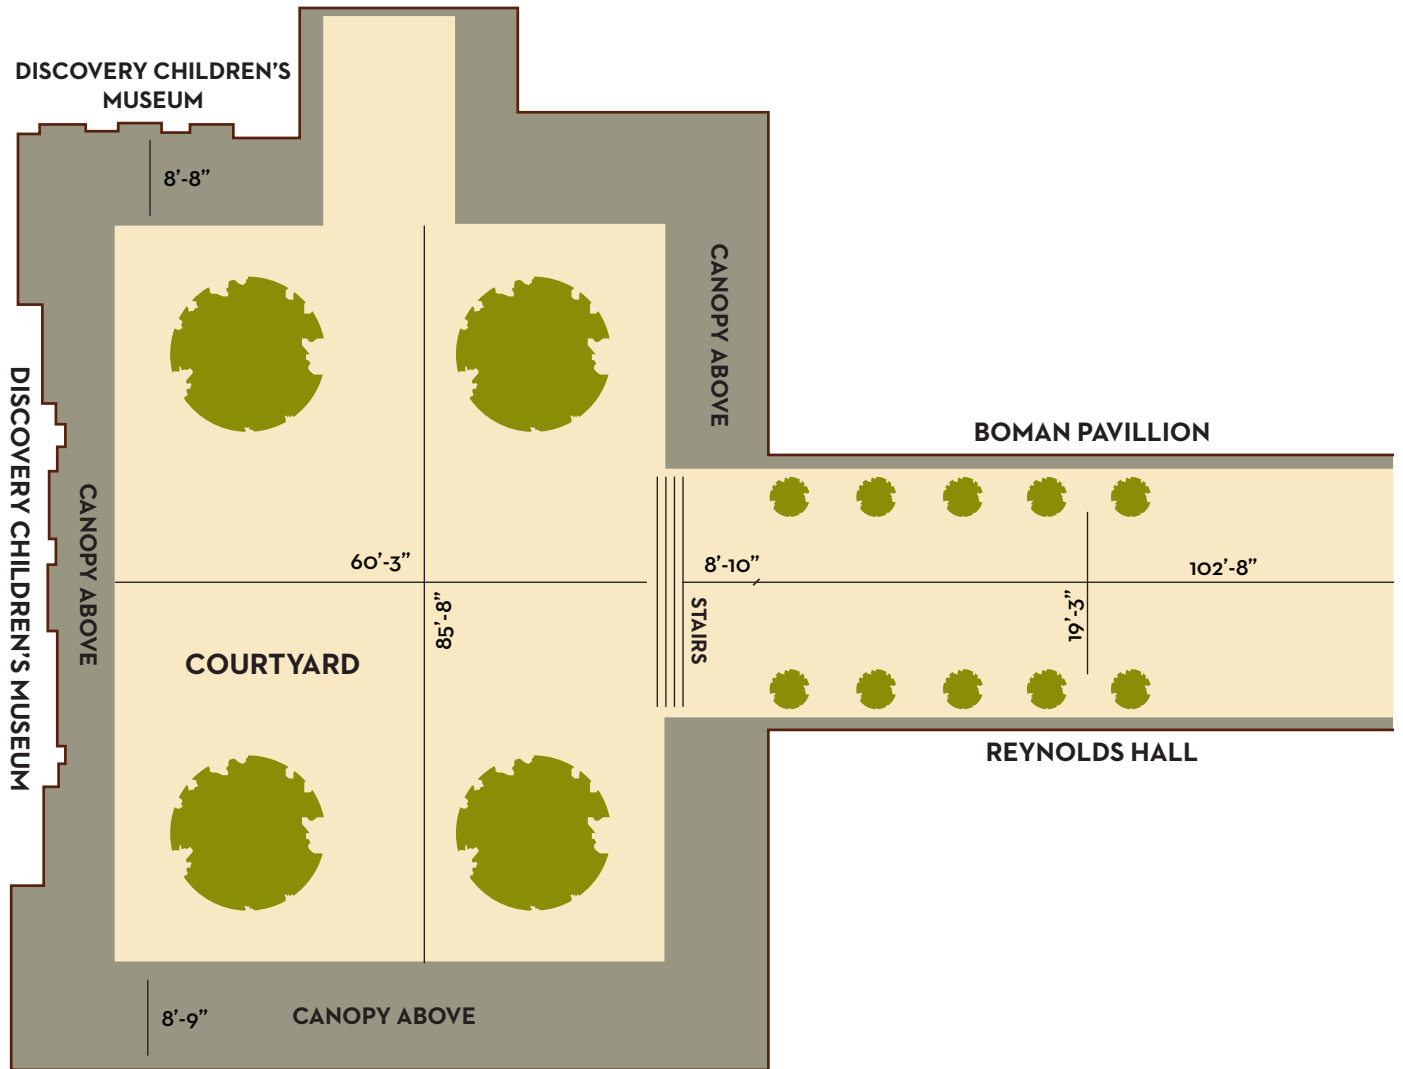 DISCOVERY CHILDREN’S
MUSEUM
8’-8”
CANOPY ABOVE
DISCOVERY CHILDREN’S MUSEUM
CANOPY ABOVE
BOMAN PAVILLION
60’-3”
85’-8”
8’-10”
STAIRS
102’-8”
19’-3”
COURTYARD
REYNOLDS HALL
8’-9”
CANOPY ABOVE